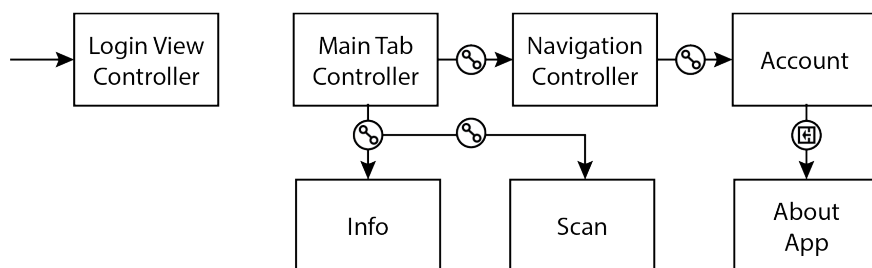 Login View
Controller
Main Tab
Controller
Navigation
Controller
Account
Info
Scan
About
App